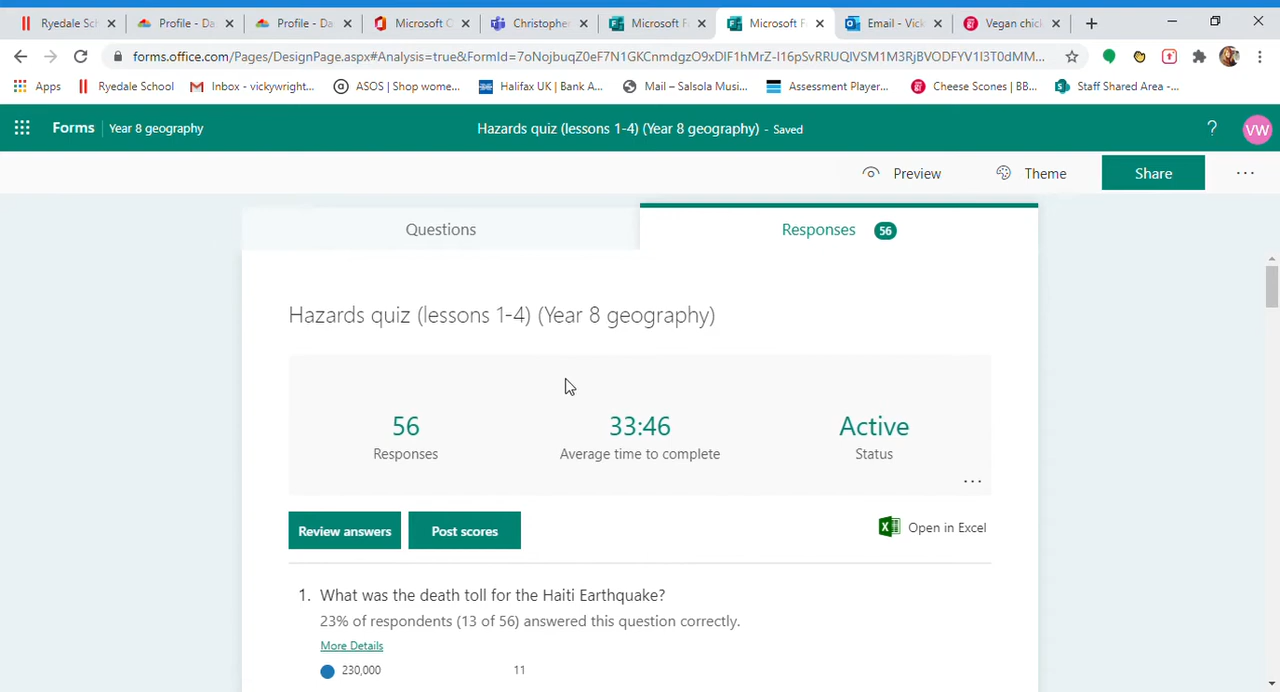 Ryedale Sc
Profile - Da
Profile - Da
Microsoft O
Christophe
Microsoft F
Microsoft F
Email - Vick
Vegan chic
forms.office.com/Pages/DesignPage.aspx#Analysis=true&FormId=7oNojbuqZ0eF7N1GKCnmdgzO9xDIF1hMrZ-I16pSvRRUQlVSM1M3RjBVODFYV1I3T0dMM...
Apps
Ryedale School
Inbox - vickywright...
ASOS | Shop wome...
Halifax UK | Bank A...
Mail – Salsola Musi...
Assessment Player...
Cheese Scones | BB...
Staff Shared Area -...
Forms
Year 8 geography
Hazards quiz (lessons 1-4) (Year 8 geography) - Saved
?
VW
Preview
Theme
Share
Questions
Responses
56
Hazards quiz (lessons 1-4) (Year 8 geography)
56
Responses
33:46
Average time to complete
Active
Status
Review answers
Post scores
Open in Excel
1. What was the death toll for the Haiti Earthquake?
23% of respondents (13 of 56) answered this question correctly.
More Details
230,000 11